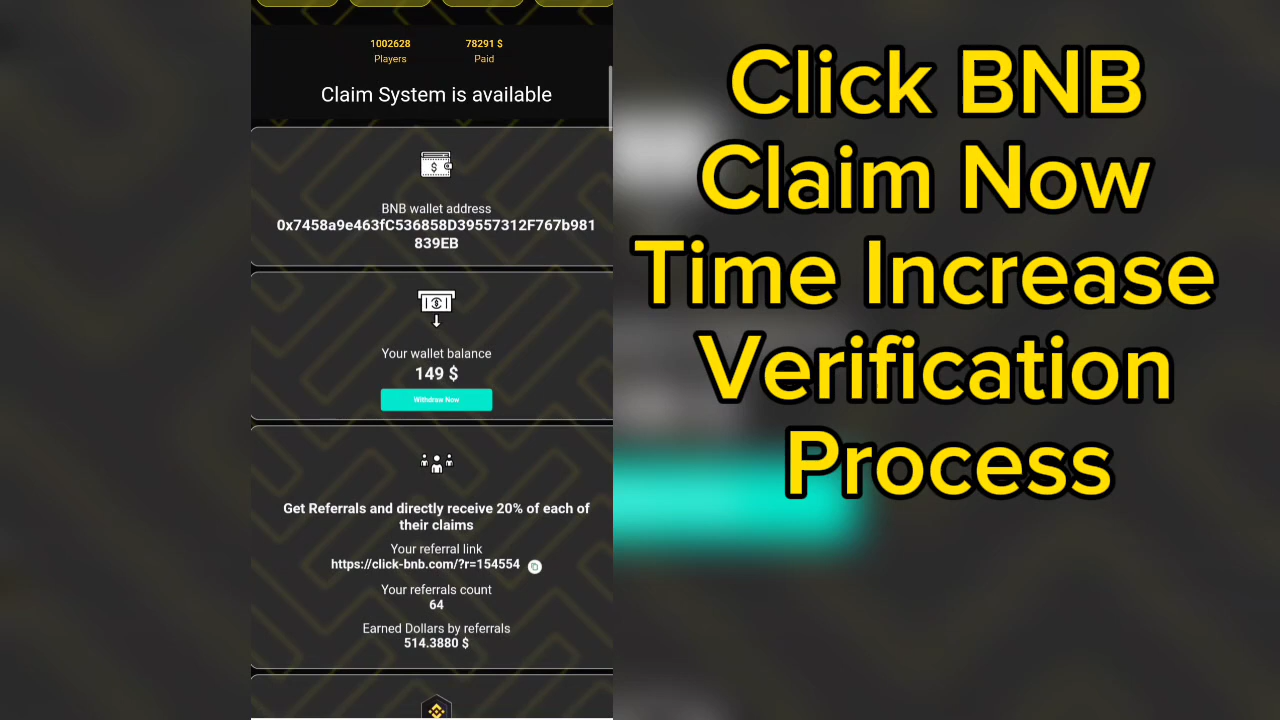 1002628
Players
78291 $
Paid
Claim System is available
BNB wallet address
0x7458a9e463fC536858D39557312F767b981
839EB
Your wallet balance
149 $
Withdraw Now
Get Referrals and directly receive 20% of each of
their claims
Your referral link
https://click-bnb.com/?r=154554
Your referrals count
64
Earned Dollars by referrals
514.3880 $
Click BNB
Claim Now
Time Increase
Verification
Process